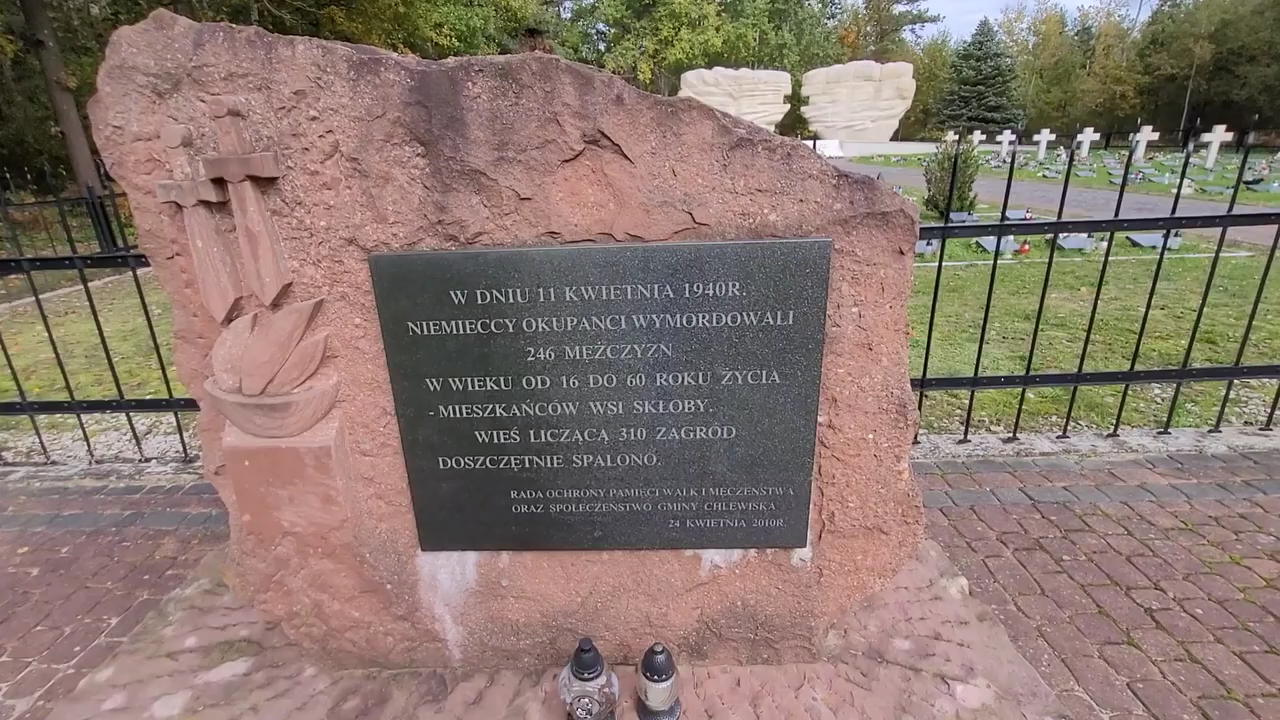 W DNIU 11 KWIETNIA 1940R.
NIEMIECCY OKUPANCI WYMORDOWALI
246 MĘŻCZYZN
W WIEKU OD 16 DO 60 ROKU ŻYCIA
- MIESZKAŃCÓW WSI SKŁOBY.
WIEŚ LICZĄCĄ 310 ZAGRÓD
DOSZCZĘTNIE SPALONO.
RADA OCHRONY PAMIĘCI WALK I MĘCZEŃSTWA
ORAZ SPOŁECZEŃSTWO GMINY CHLEWISKA
24 KWIETNIA 2010R.